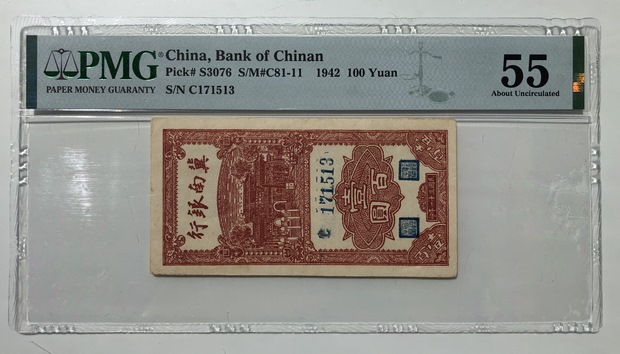 PMG®
PAPER MONEY GUARANTY
China, Bank of Chinan
Pick# S3076 S/M#C81-11 1942 100 Yuan
S/N C171513
55
About Uncirculated
冀南銀行
171513
壹百圓